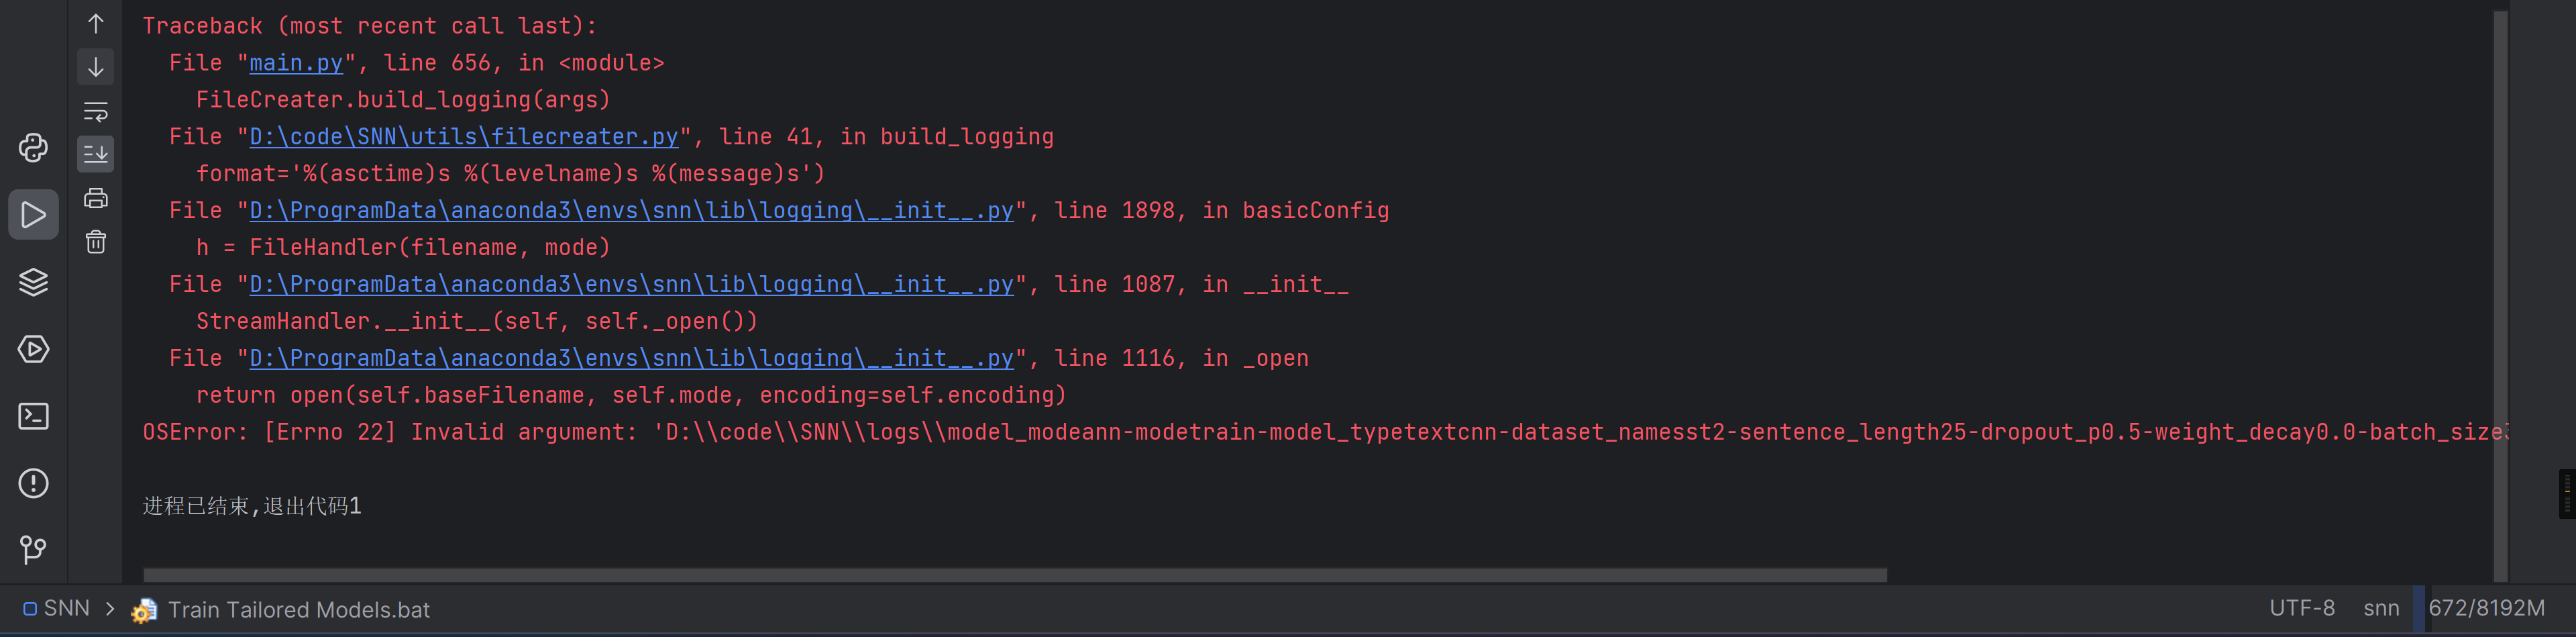 Traceback (most recent call last):
File "main.py", line 656, in <module>
FileCreater.build_logging(args)
File "D:\code\SNN\utils\filecreater.py", line 41, in build_logging
format='%(asctime)s %(levelname)s %(message)s')
File "D:\ProgramData\anaconda3\envs\snn\lib\logging\__init__.py", line 1898, in basicConfig
h = FileHandler(filename, mode)
File "D:\ProgramData\anaconda3\envs\snn\lib\logging\__init__.py", line 1087, in __init__
StreamHandler.__init__(self, self._open())
File "D:\ProgramData\anaconda3\envs\snn\lib\logging\__init__.py", line 1116, in _open
return open(self.baseFilename, self.mode, encoding=self.encoding)
OSError: [Errno 22] Invalid argument: 'D:\\code\\SNN\\logs\\model_modeann-modetrain-model_typetextcnn-dataset_namesst2-sentence_length25-dropout_p0.5-weight_decay0.0-batch_size
进程已结束,退出代码1
SNN > Train Tailored Models.bat
UTF-8 snn 672/8192M